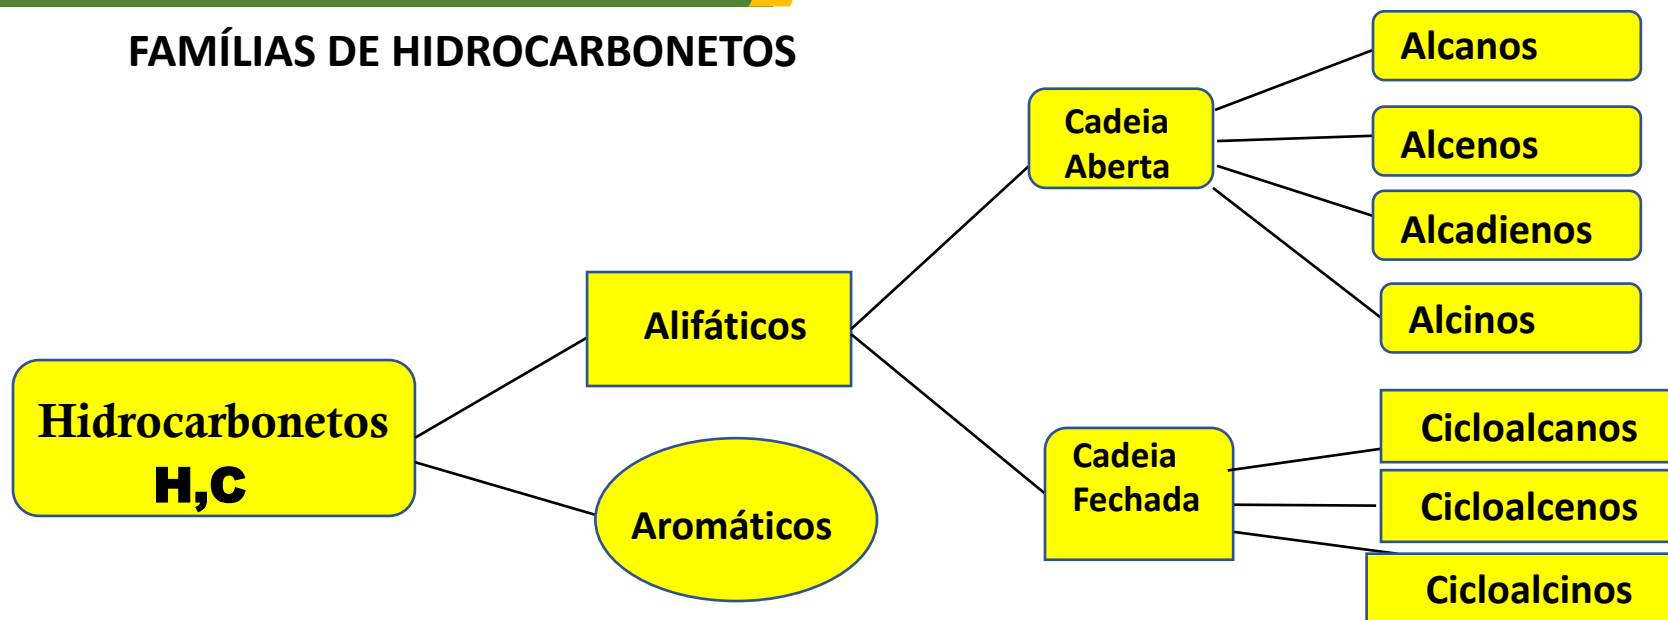 FAMÍLIAS DE HIDROCARBONETOS
Hidrocarbonetos
H,C
Alifáticos
Aromáticos
Cadeia
Aberta
Cadeia
Fechada
Alcanos
Alcenos
Alcadienos
Alcinos
Cicloalcanos
Cicloalcenos
Cicloalcinos